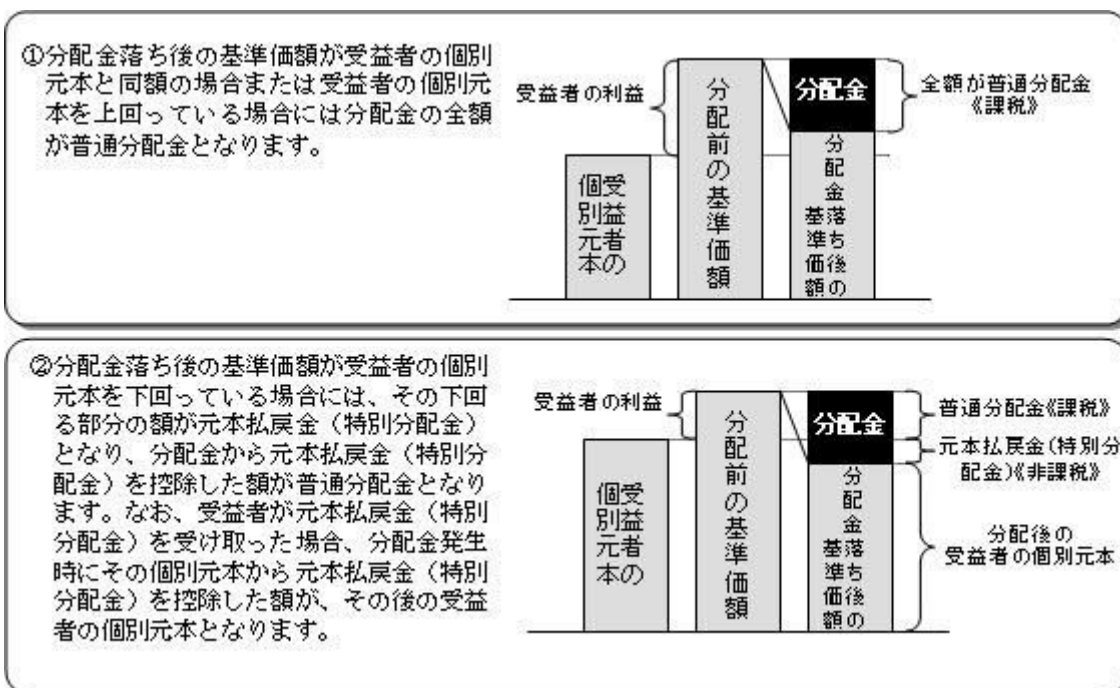 ①分配金落ち後の基準価額が受益者の個別
元本と同額の場合または受益者の個別元
本を上回っている場合には分配金の全額
が普通分配金となります。
受益者の利益
受益者の
個別元本
分配前の基準価額
分配金
分配金落ち後の
基準価額
全額が普通分配金
《課税》
②分配金落ち後の基準価額が受益者の個別
元本を下回っている場合には、その下回
る部分の額が元本払戻金（特別分配金）
となり、分配金から元本払戻金（特別分
配金）を控除した額が普通分配金となり
ます。なお、受益者が元本払戻金（特別
分配金）を受け取った場合、分配金発生
時にその個別元本から元本払戻金（特別
分配金）を控除した額が、その後の受益
者の個別元本となります。
受益者の利益
受益者の
個別元本
分配前の基準価額
分配金
分配金落ち後の
基準価額
普通分配金《課税》
元本払戻金(特別分
配金)《非課税》
分配後の
受益者の個別元本